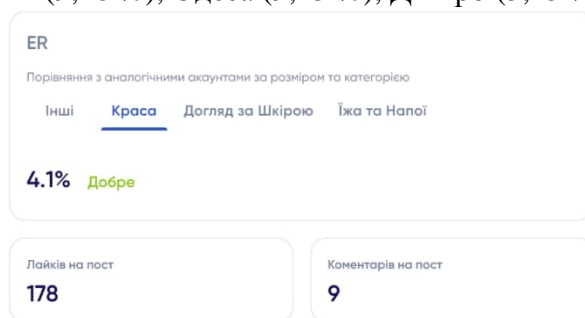 ER
Порівняння з аналогічними акаунтами за розміром та категорією
Інші Краса Догляд за Шкірою Їжа та Напої
4.1% Добре
Лайків на пост Коментарів на пост
178 9